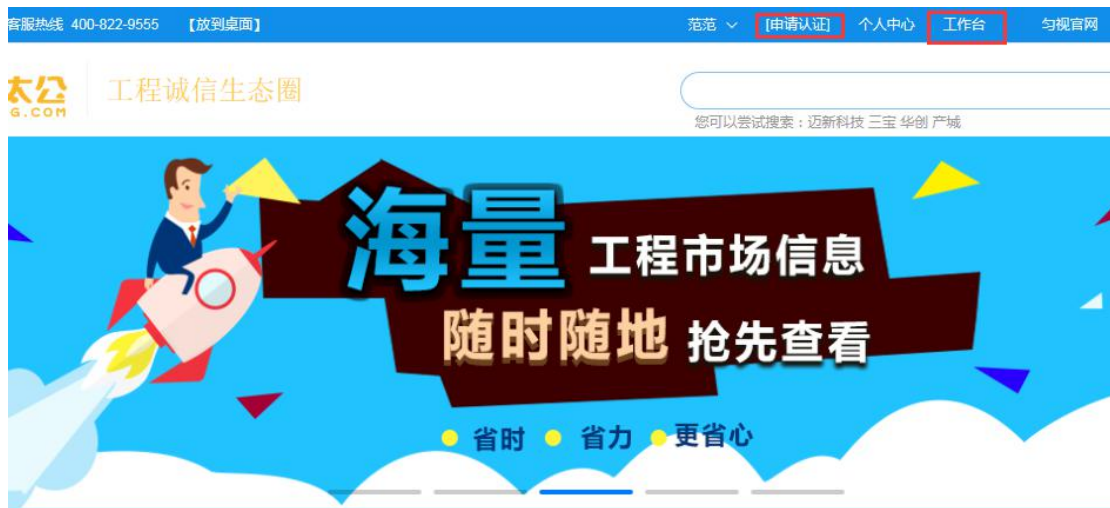 客服热线 400-822-9555 【放到桌面】 范范 [申请认证] 个人中心 工作台 匀视官网
太公 工程诚信生态圈
G.COM
您可以尝试搜索：迈新科技 三宝 华创 产城
海量 工程市场信息
随时随地 抢先查看
省时 省力 更省心